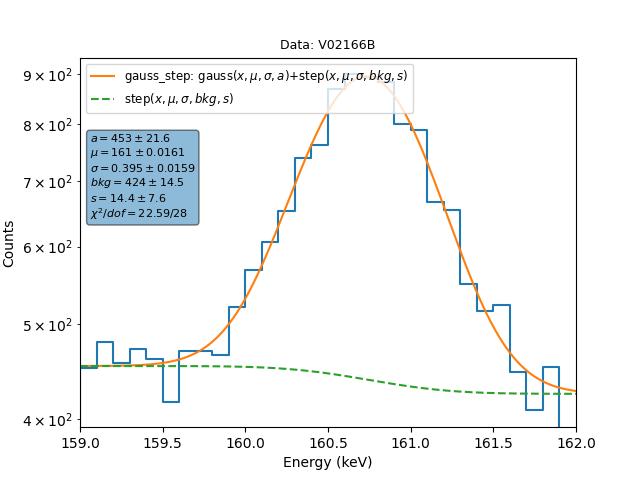 Data: V02166B
gauss_step: gauss(x, μ, σ, a)+step(x, μ, σ, bkg, s)
step(x, μ, σ, bkg, s)
a = 453 ± 21.6
μ = 161 ± 0.0161
σ = 0.395 ± 0.0159
bkg = 424 ± 14.5
s = 14.4 ± 7.6
χ²/dof = 22.59/28
9 × 10²
8 × 10²
7 × 10²
6 × 10²
5 × 10²
4 × 10²
Counts
159.0 159.5 160.0 160.5 161.0 161.5 162.0
Energy (keV)